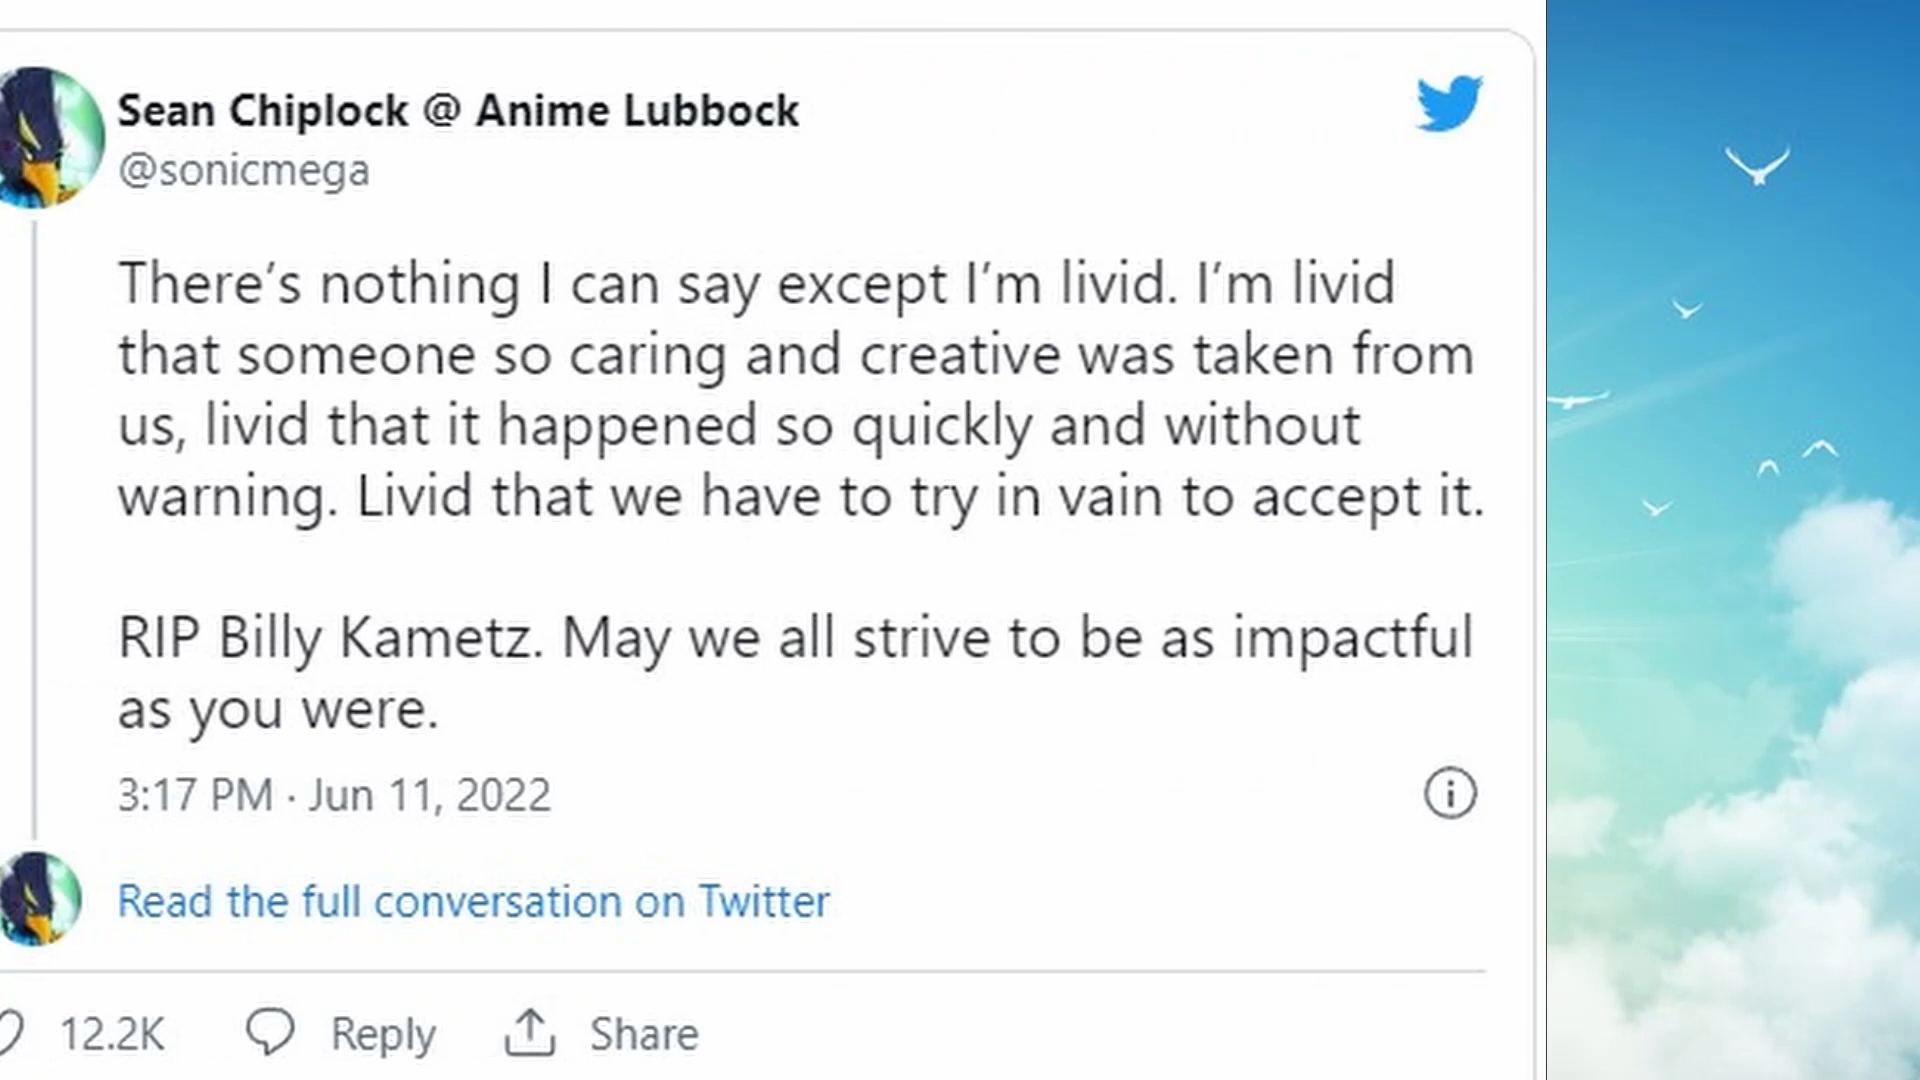 Sean Chiplock @ Anime Lubbock
@sonicmega
There’s nothing I can say except I’m livid. I’m livid
that someone so caring and creative was taken from
us, livid that it happened so quickly and without
warning. Livid that we have to try in vain to accept it.
RIP Billy Kametz. May we all strive to be as impactful
as you were.
3:17 PM · Jun 11, 2022
Read the full conversation on Twitter
12.2K Reply Share